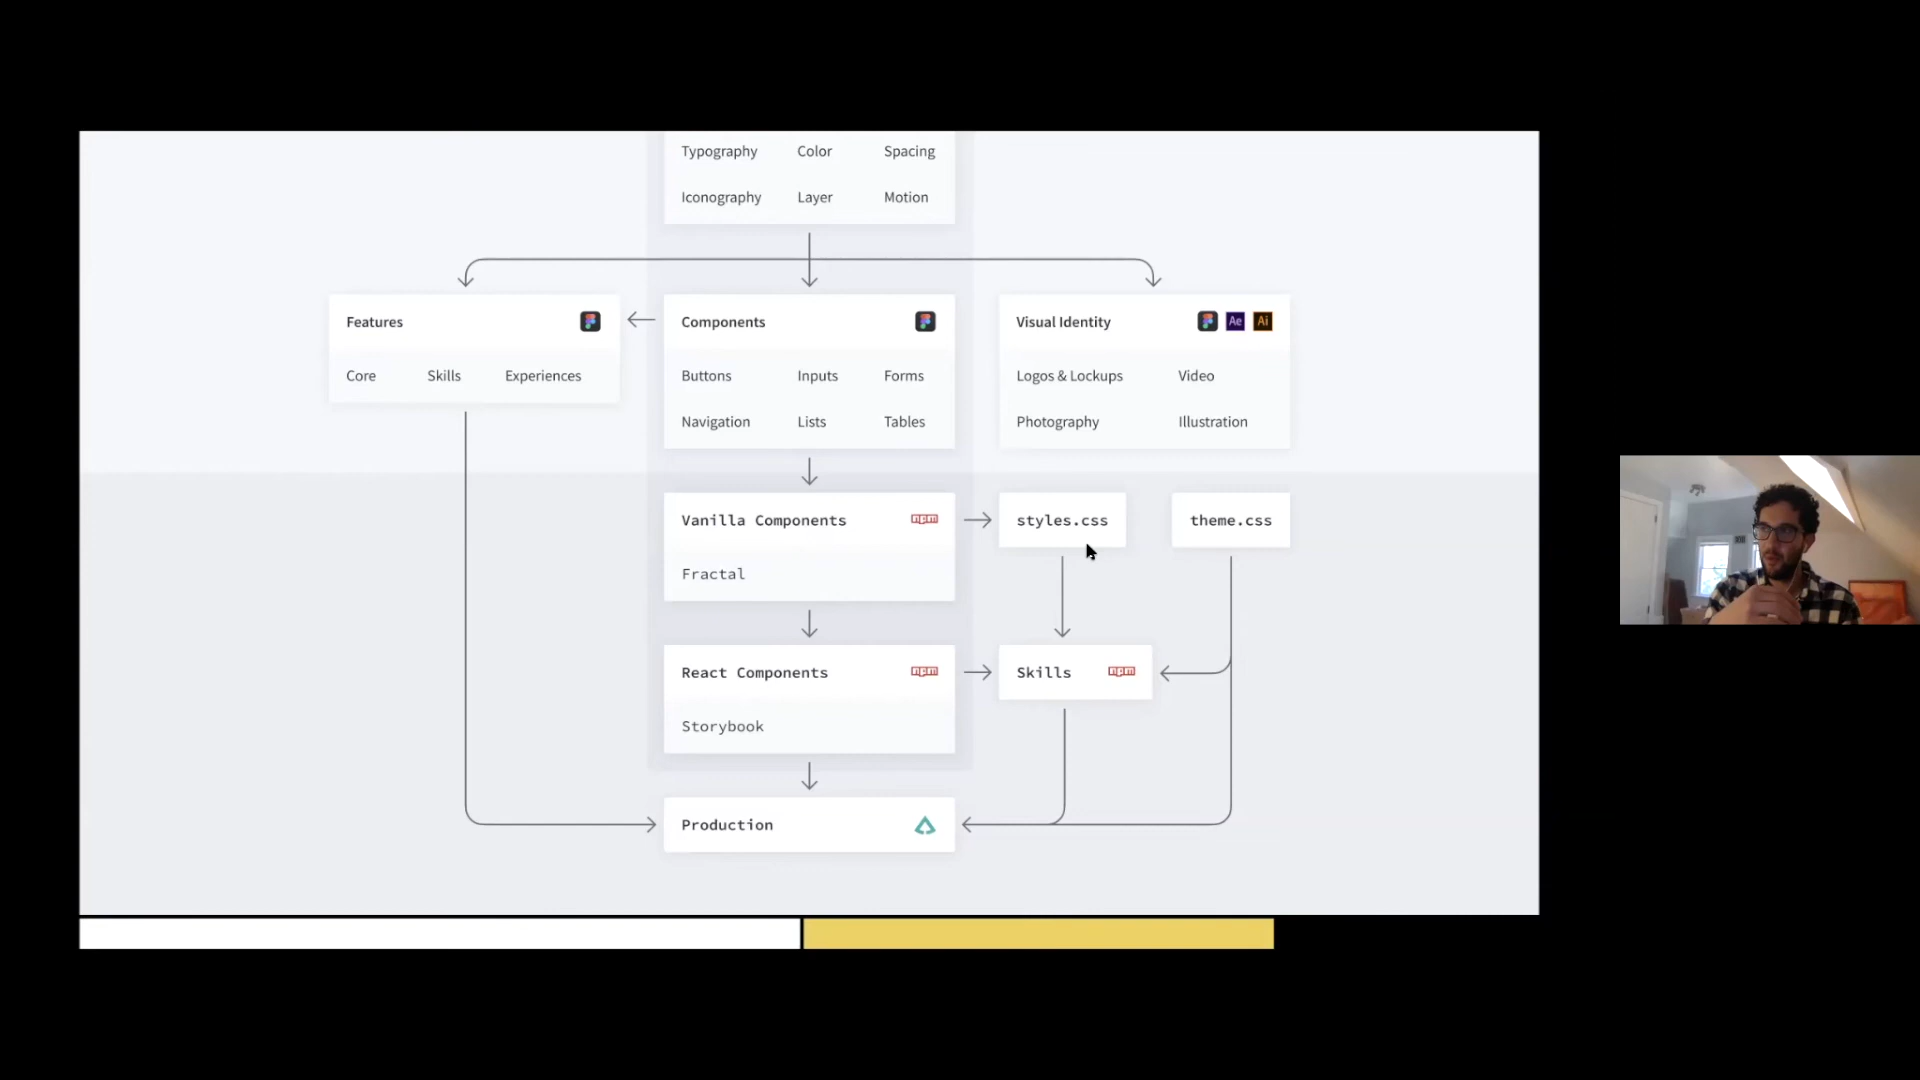 Typography Color Spacing
Iconography Layer Motion
Features
Core Skills Experiences
Components
Buttons Inputs Forms
Navigation Lists Tables
Visual Identity Ae Ai
Logos & Lockups Video
Photography Illustration
Vanilla Components npm
Fractal
styles.css
theme.css
React Components npm
Storybook
Skills npm
Production